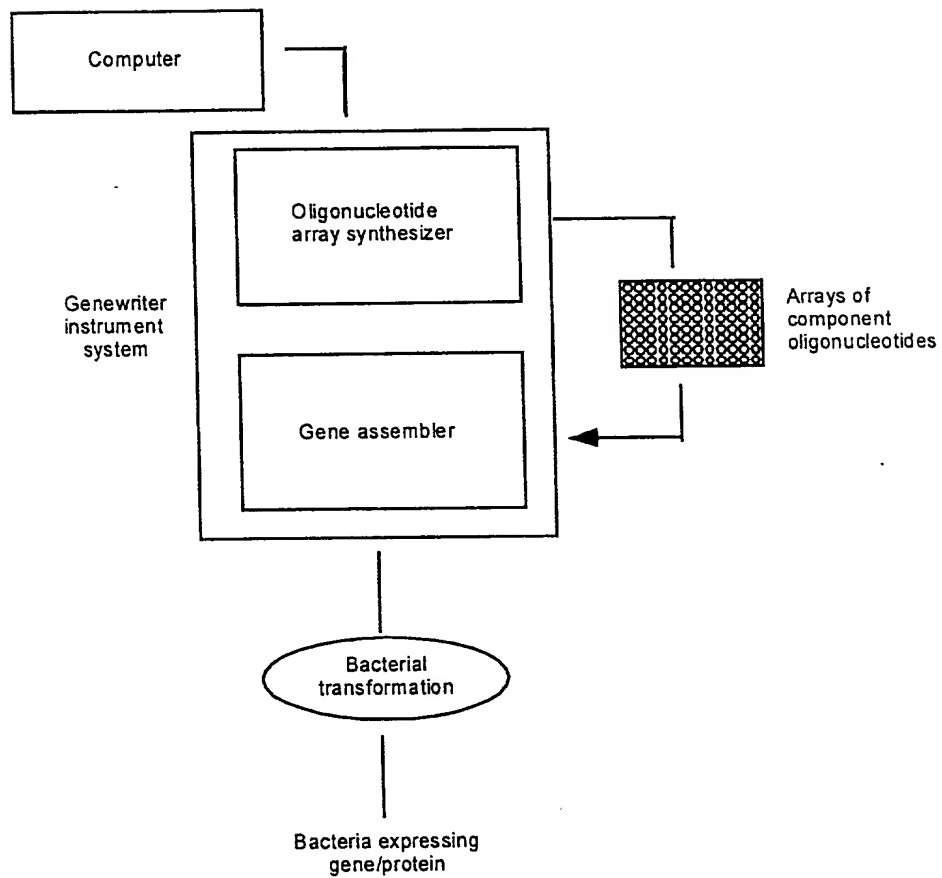 Computer
Oligonucleotide
array synthesizer
Genewriter
instrument
system
Arrays of
component
oligonucleotides
Gene assembler
Bacterial
transformation
Bacteria expressing
gene/protein